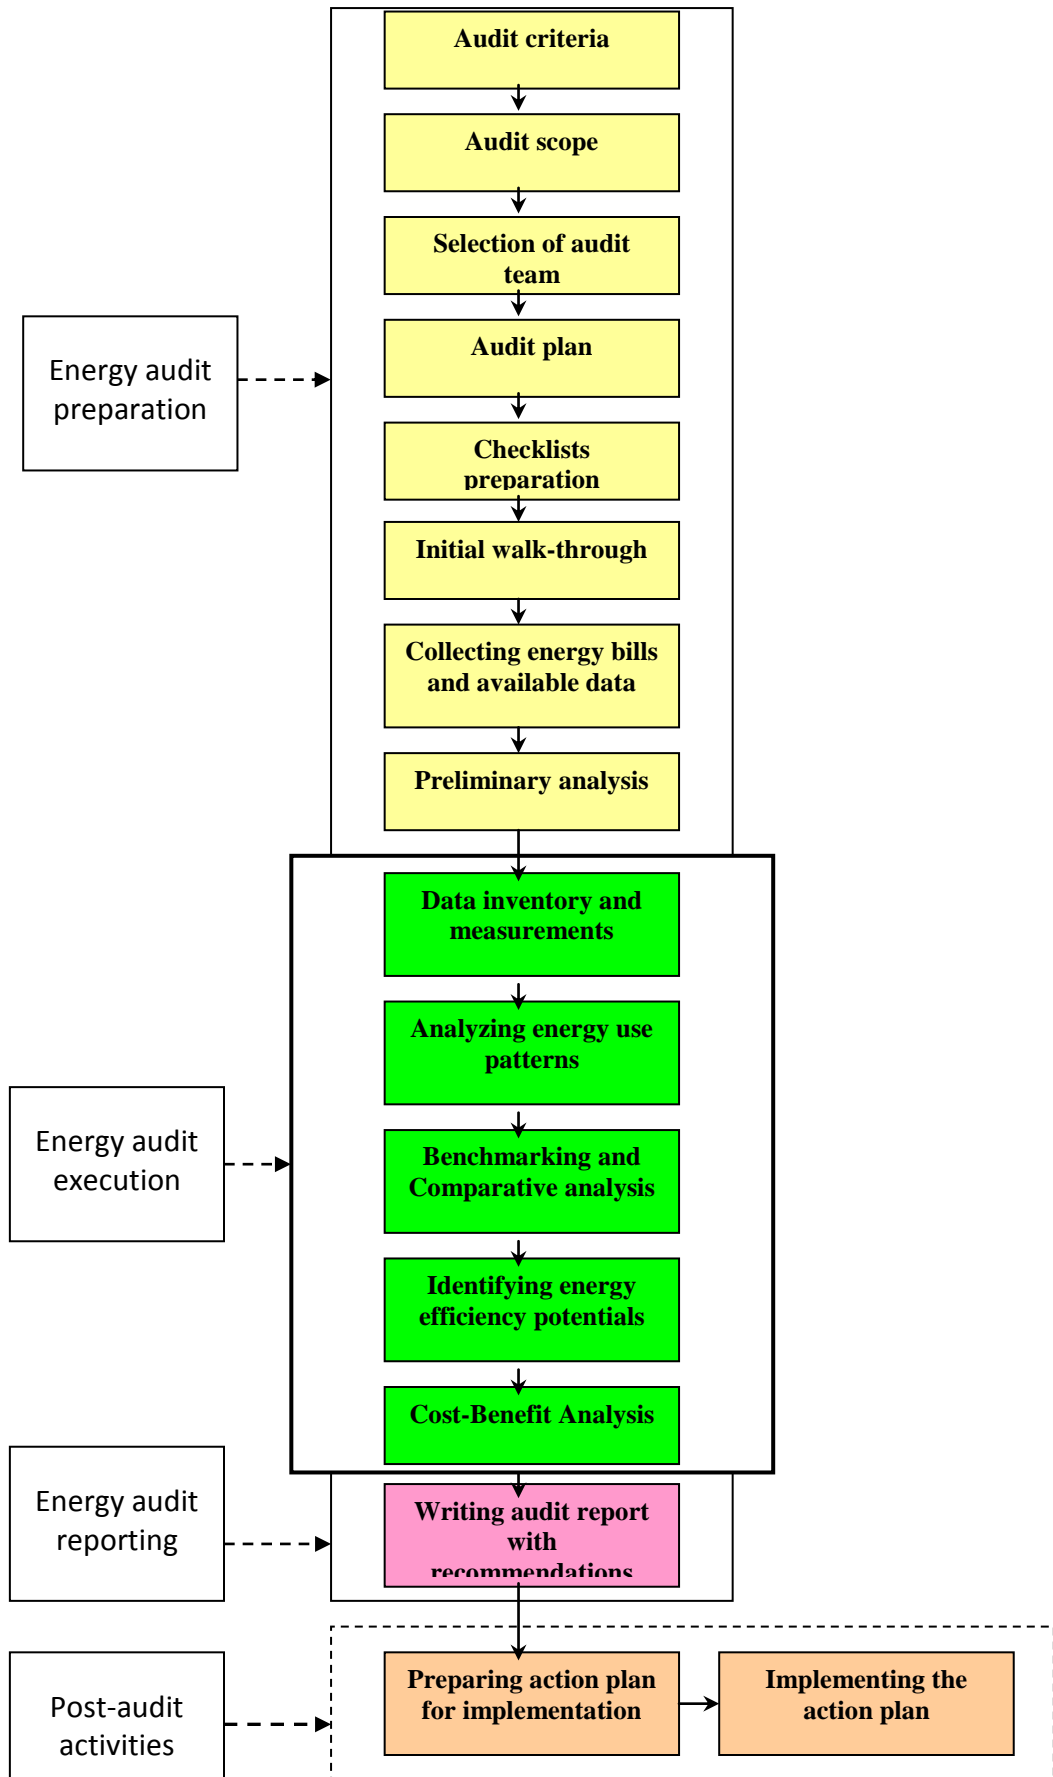 Audit criteria
Audit scope
Selection of audit
team
Audit plan
Energy audit
preparation
Checklists
preparation
Initial walk-through
Collecting energy bills
and available data
Preliminary analysis
Data inventory and
measurements
Analyzing energy use
patterns
Energy audit
execution
Benchmarking and
Comparative analysis
Identifying energy
efficiency potentials
Cost-Benefit Analysis
Energy audit
reporting
Writing audit report
with
recommendations
Post-audit
activities
Preparing action plan
for implementation
Implementing the
action plan